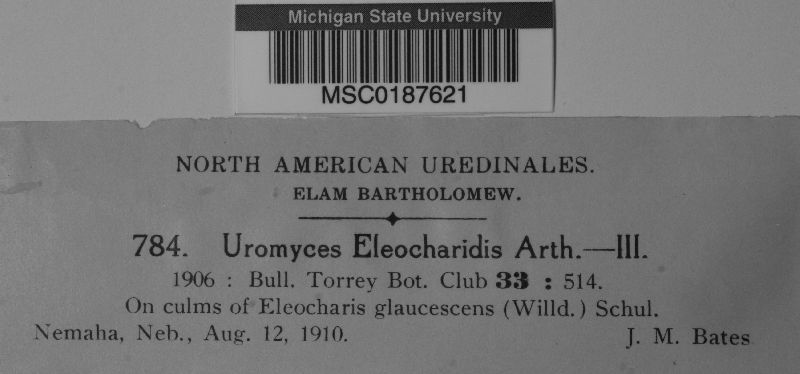 Michigan State University
MSC0187621
NORTH AMERICAN UREDINALES.
ELAM BARTHOLOMEW.
784. Uromyces Eleocharidis Arth.—III.
1906 : Bull. Torrey Bot. Club 33 : 514.
On culms of Eleocharis glaucescens (Willd.) Schul.
Nemaha, Neb., Aug. 12, 1910. J. M. Bates